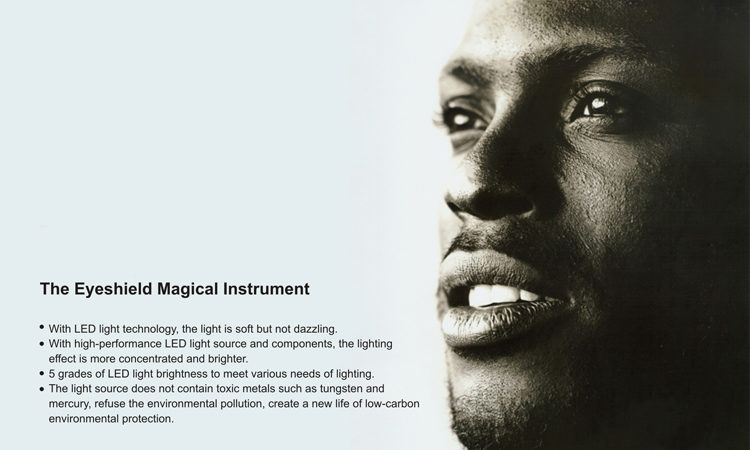 The Eyeshield Magical Instrument
• With LED light technology, the light is soft but not dazzling.
• With high-performance LED light source and components, the lighting
effect is more concentrated and brighter.
• 5 grades of LED light brightness to meet various needs of lighting.
• The light source does not contain toxic metals such as tungsten and
mercury, refuse the environmental pollution, create a new life of low-carbon
environmental protection.